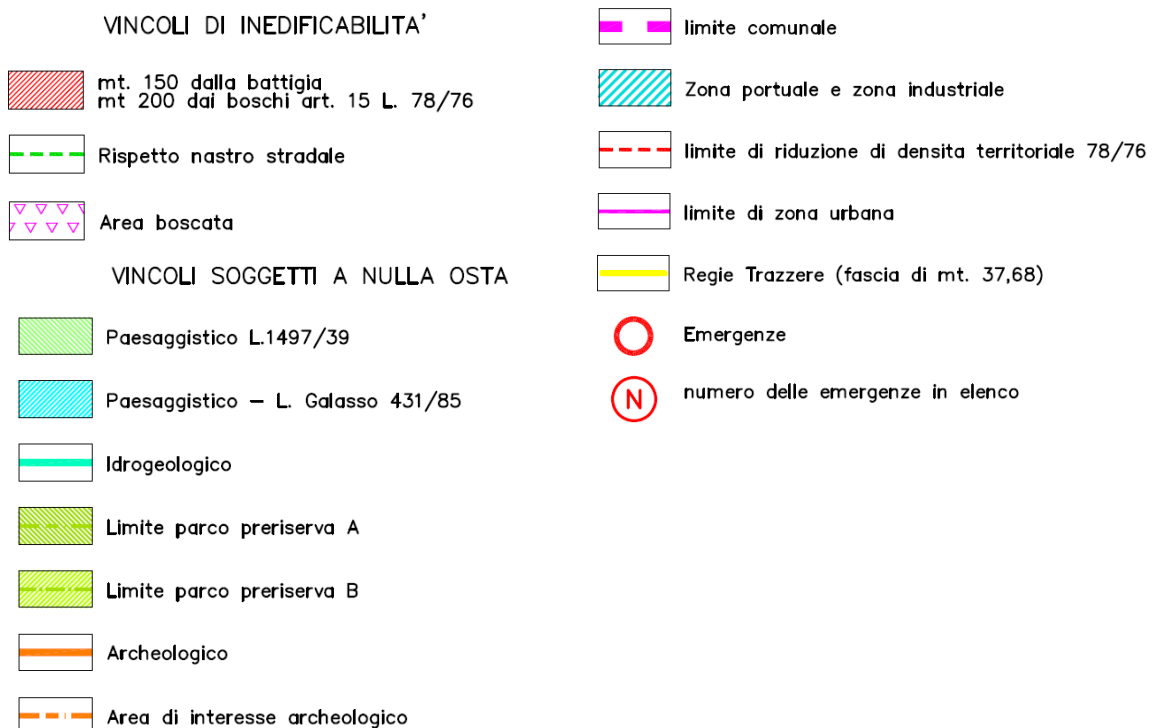 VINCOLI DI INEDIFICABILITA'
mt. 150 dalla battigia
mt 200 dai boschi art. 15 L. 78/76
Rispetto nastro stradale
Area boscata
VINCOLI SOGGETTI A NULLA OSTA
Paesaggistico L.1497/39
Paesaggistico – L. Galasso 431/85
Idrogeologico
Limite parco preriserva A
Limite parco preriserva B
Archeologico
Area di interesse archeologico
limite comunale
Zona portuale e zona industriale
limite di riduzione di densita territoriale 78/76
limite di zona urbana
Regie Trazzere (fascia di mt. 37,68)
Emergenze
N numero delle emergenze in elenco